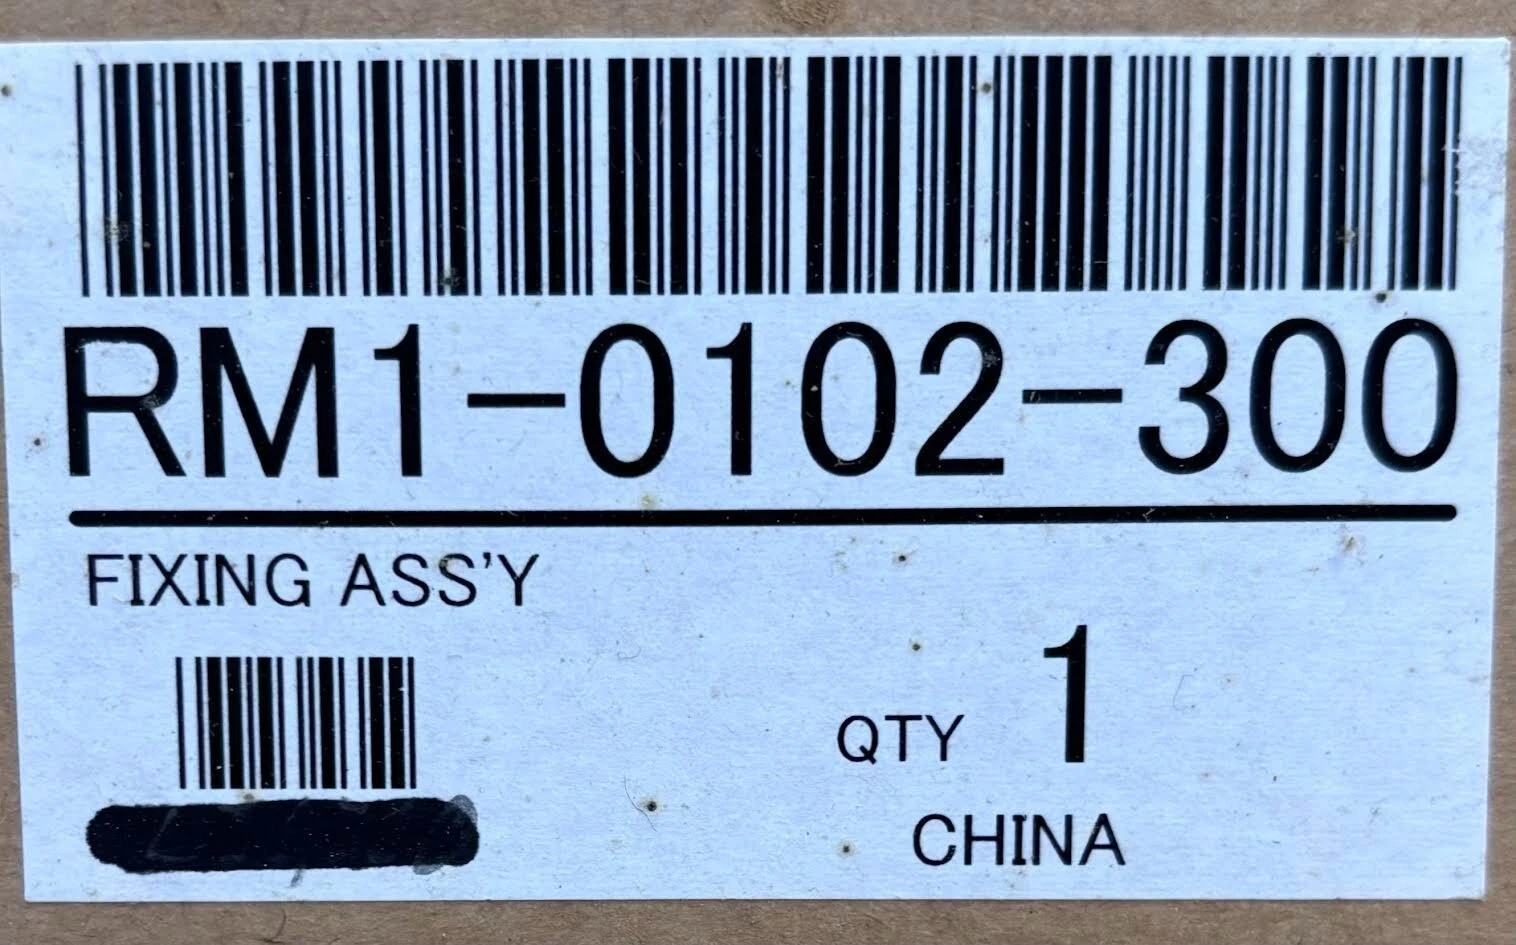 RM1-0102-300
FIXING ASS'Y
QTY 1
CHINA